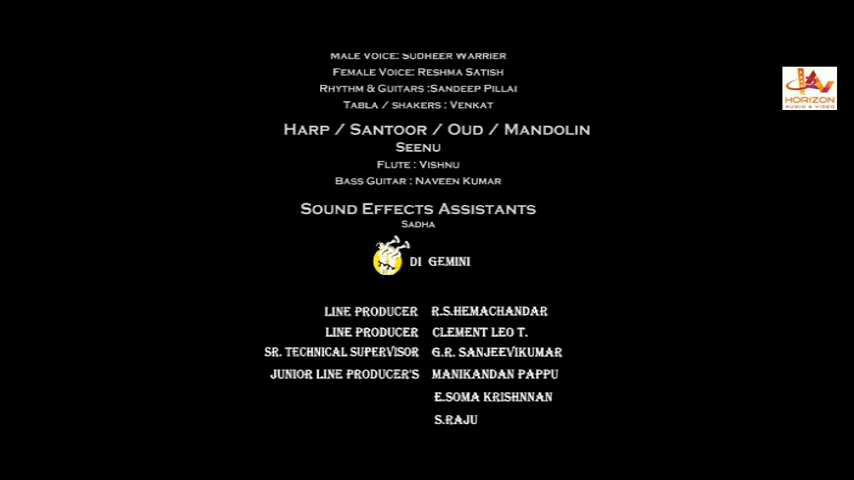 MALE VOICE: SUDHEER WARRIER
FEMALE VOICE: RESHMA SATISH
RHYTHM & GUITARS :SANDEEP PILLAI
TABLA / SHAKERS : VENKAT
HARP / SANTOOR / OUD / MANDOLIN
SEENU
FLUTE : VISHNU
BASS GUITAR : NAVEEN KUMAR
SOUND EFFECTS ASSISTANTS
SADHA
DI GEMINI
LINE PRODUCER R.S.HEMACHANDAR
LINE PRODUCER CLEMENT LEO T.
SR. TECHNICAL SUPERVISOR G.R. SANJEEVIKUMAR
JUNIOR LINE PRODUCER'S MANIKANDAN PAPPU
E.SOMA KRISHNNAN
S.RAJU
HORIZON
AUDIO & VIDEO